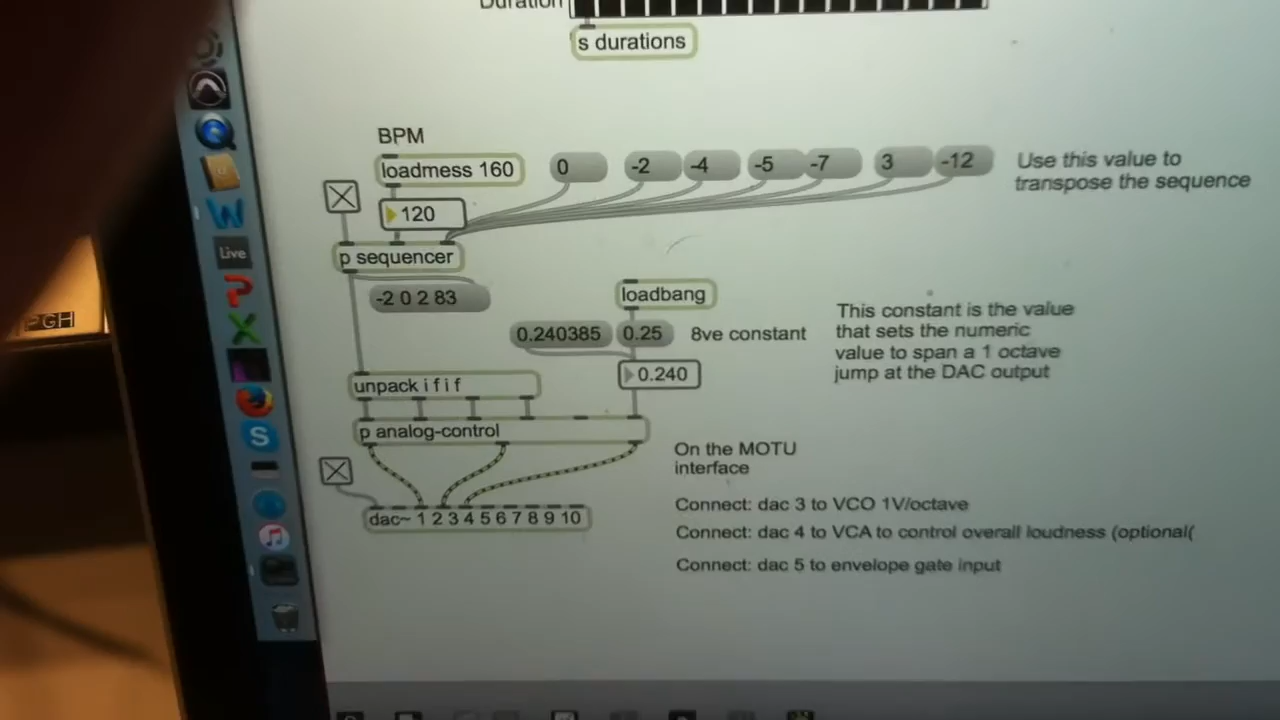 Duration
s durations
BPM
loadmess 160
0
-2
-4
-5
-7
3
-12
Use this value to
transpose the sequence
120
p sequencer
-2 0 2 83
loadbang
0.240385
0.25
8ve constant
0.240
This constant is the value
that sets the numeric
value to span a 1 octave
jump at the DAC output
unpack i f i f
p analog-control
On the MOTU
interface
dac~ 1 2 3 4 5 6 7 8 9 10
Connect: dac 3 to VCO 1V/octave
Connect: dac 4 to VCA to control overall loudness (optional(
Connect: dac 5 to envelope gate input
Live
PGH